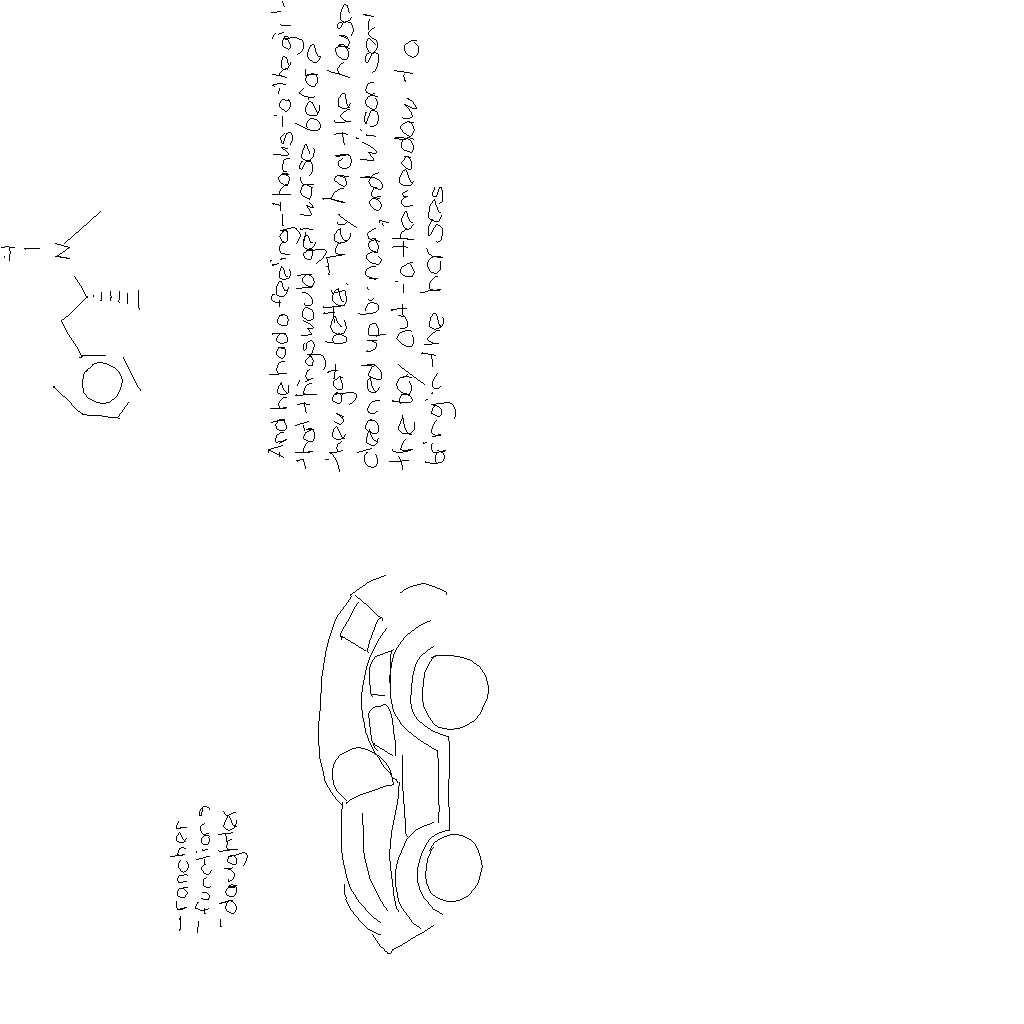 And he had a feeling-thanks to the girl-
that things would get worse before
they got better. They had the house
cleaned up by noon, and Wilson sent
the boy out to the meadow to
bring in the horses
-rancher
-functions
-daughter
H
N